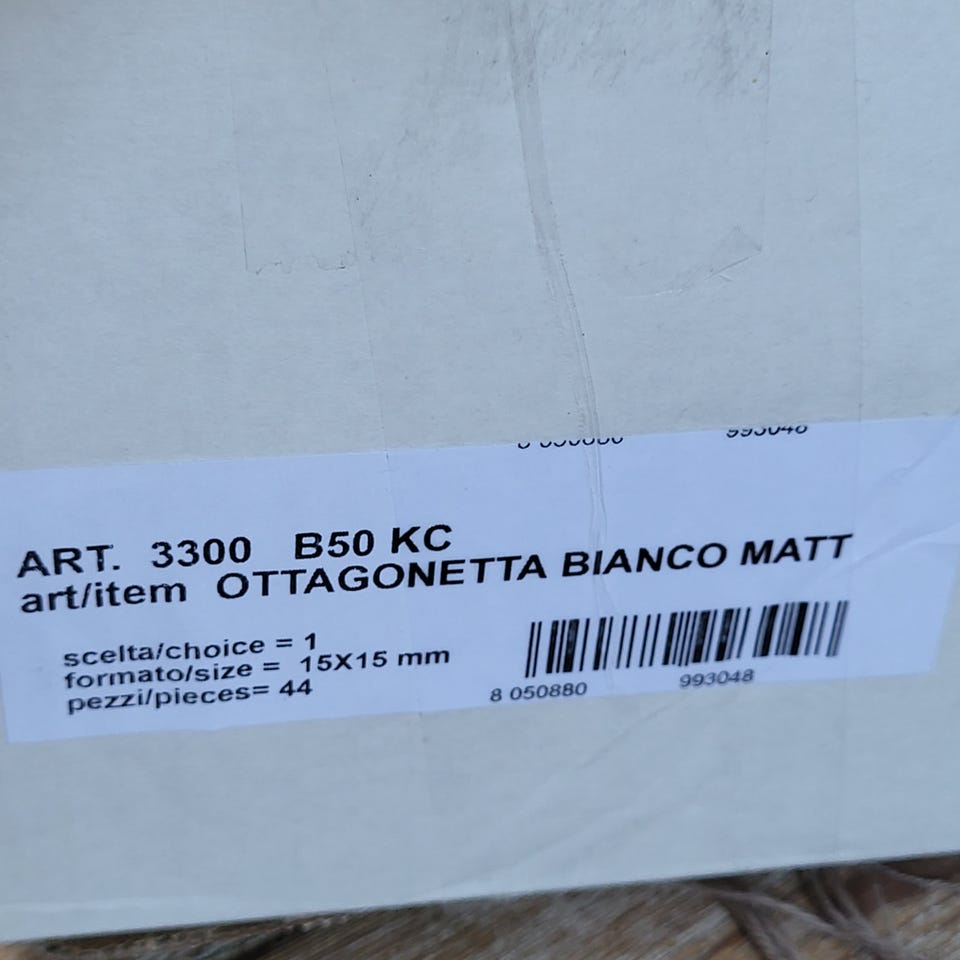 993048
ART. 3300 B50 KC
art/item OTTAGONETTA BIANCO MATT
scelta/choice = 1
formato/size = 15X15 mm
pezzi/pieces= 44
8 050880 993048